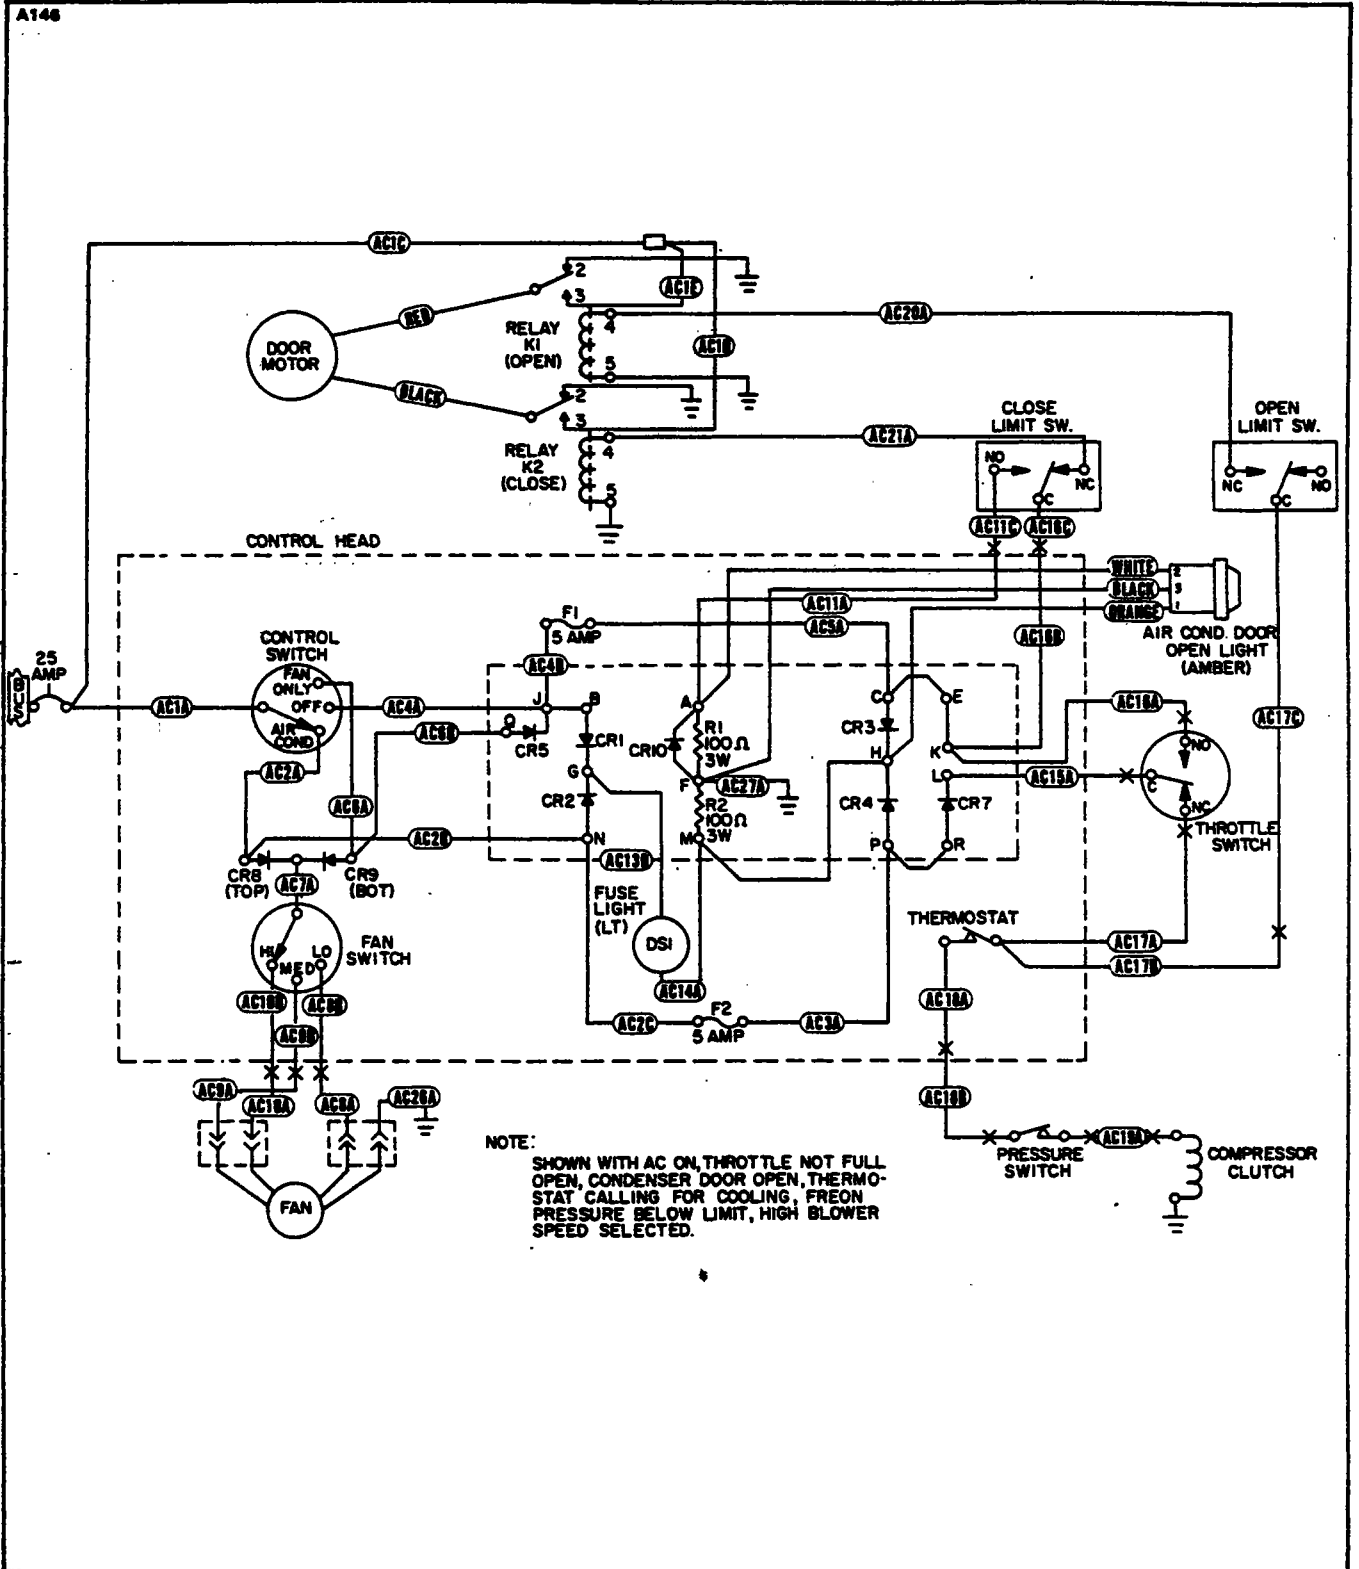 A146
AC1C
2
AC1E
3
RED
AC20A
RELAY
K1
(OPEN)
4
AC1D
DOOR
MOTOR
5
BLACK
2
3
CLOSE
LIMIT SW.
OPEN
LIMIT SW.
AC21A
RELAY
K2
(CLOSE)
4
5
NO
NC
C
NC
NO
C
AC11C
AC16C
CONTROL HEAD
WHITE
2
BLACK
3
ORANGE
1
AC11A
F1
5 AMP
AC5A
AC16B
AIR COND. DOOR
OPEN LIGHT
(AMBER)
CONTROL
SWITCH
25
AMP
BUS
FAN
ONLY
OFF
AIR
COND
AC4B
AC1A
AC4A
J
B
A
C
E
AC16A
AC17C
AC6B
Q
CR5
CR1
CR10
R1
100Ω
3W
CR3
H
K
NO
AC2A
G
F
AC27A
L
AC15A
C
NC
AC6A
CR2
R2
100Ω
3W
CR4
CR7
THROTTLE
SWITCH
AC2B
N
M
P
R
AC13B
CR8
(TOP)
AC7A
CR9
(BOT)
FUSE
LIGHT
(LT)
THERMOSTAT
HI
LO
MED
FAN
SWITCH
DS1
AC17A
AC17B
AC14A
AC10B
AC8B
AC18A
AC9B
AC2C
F2
5 AMP
AC3A
AC9A
AC10A
AC8A
AC26A
AC18B
FAN
NOTE:
SHOWN WITH AC ON, THROTTLE NOT FULL
OPEN, CONDENSER DOOR OPEN, THERMO-
STAT CALLING FOR COOLING, FREON
PRESSURE BELOW LIMIT, HIGH BLOWER
SPEED SELECTED.
PRESSURE
SWITCH
AC19A
COMPRESSOR
CLUTCH